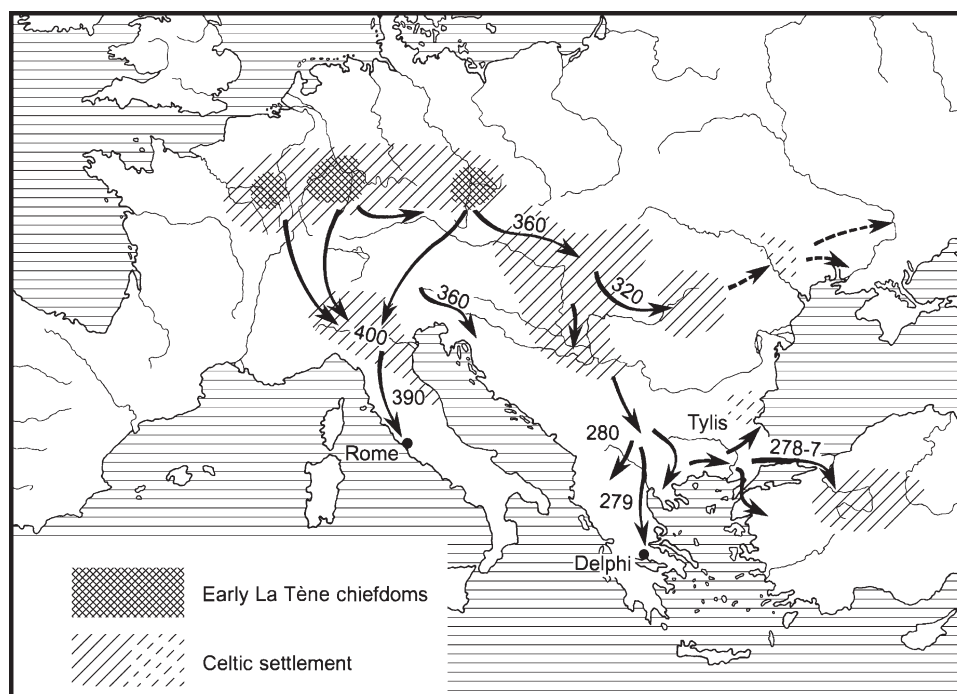 360
320
360
400
390
Rome
280
Tylis
278-7
279
Delphi
Early La Tène chiefdoms
Celtic settlement